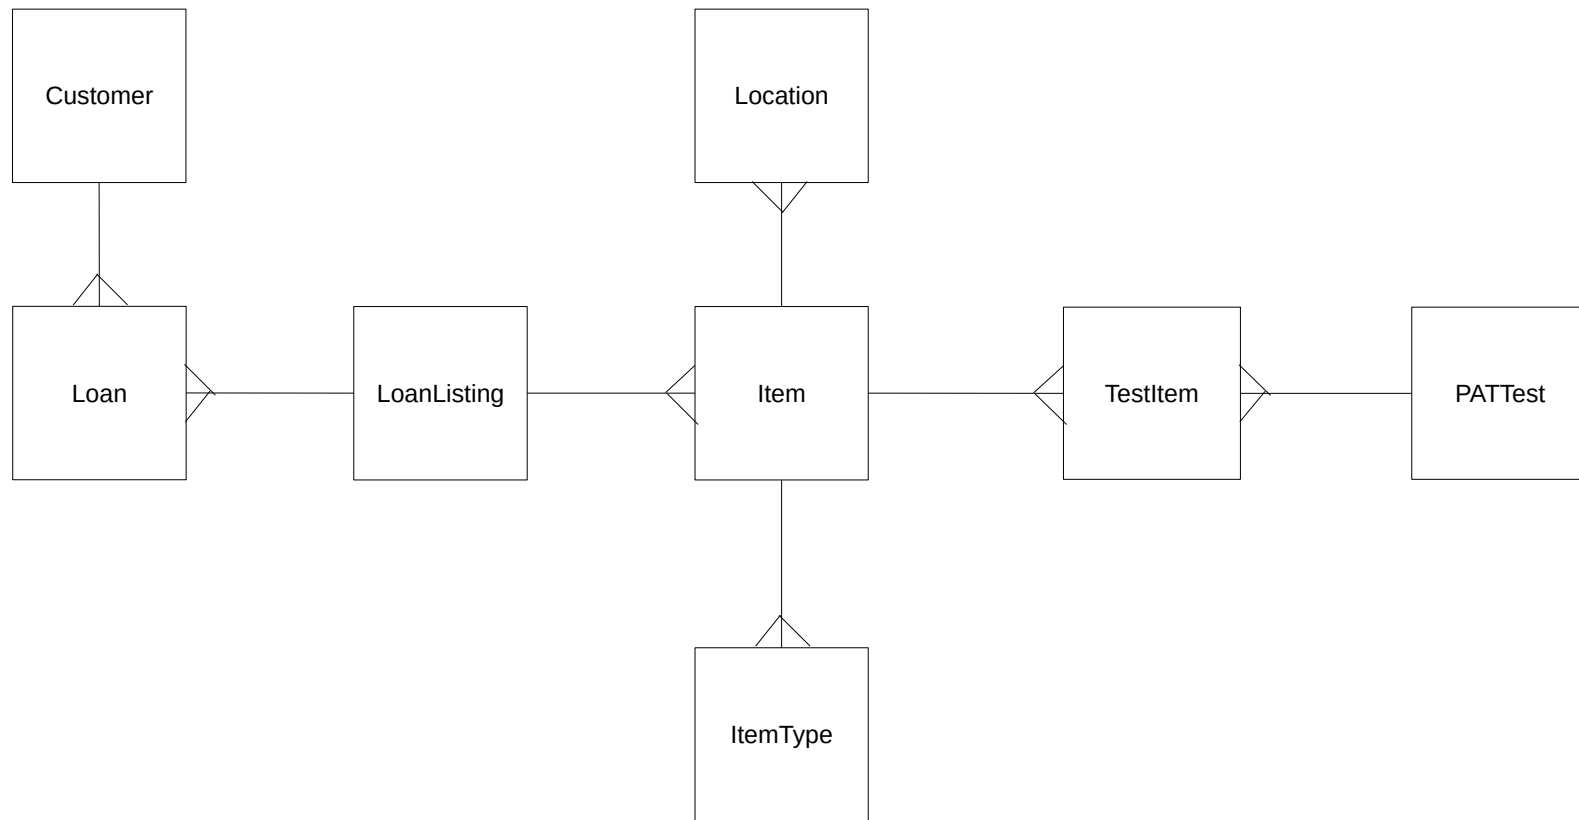 Customer
Location
Loan
LoanListing
Item
TestItem
PATTest
ItemType